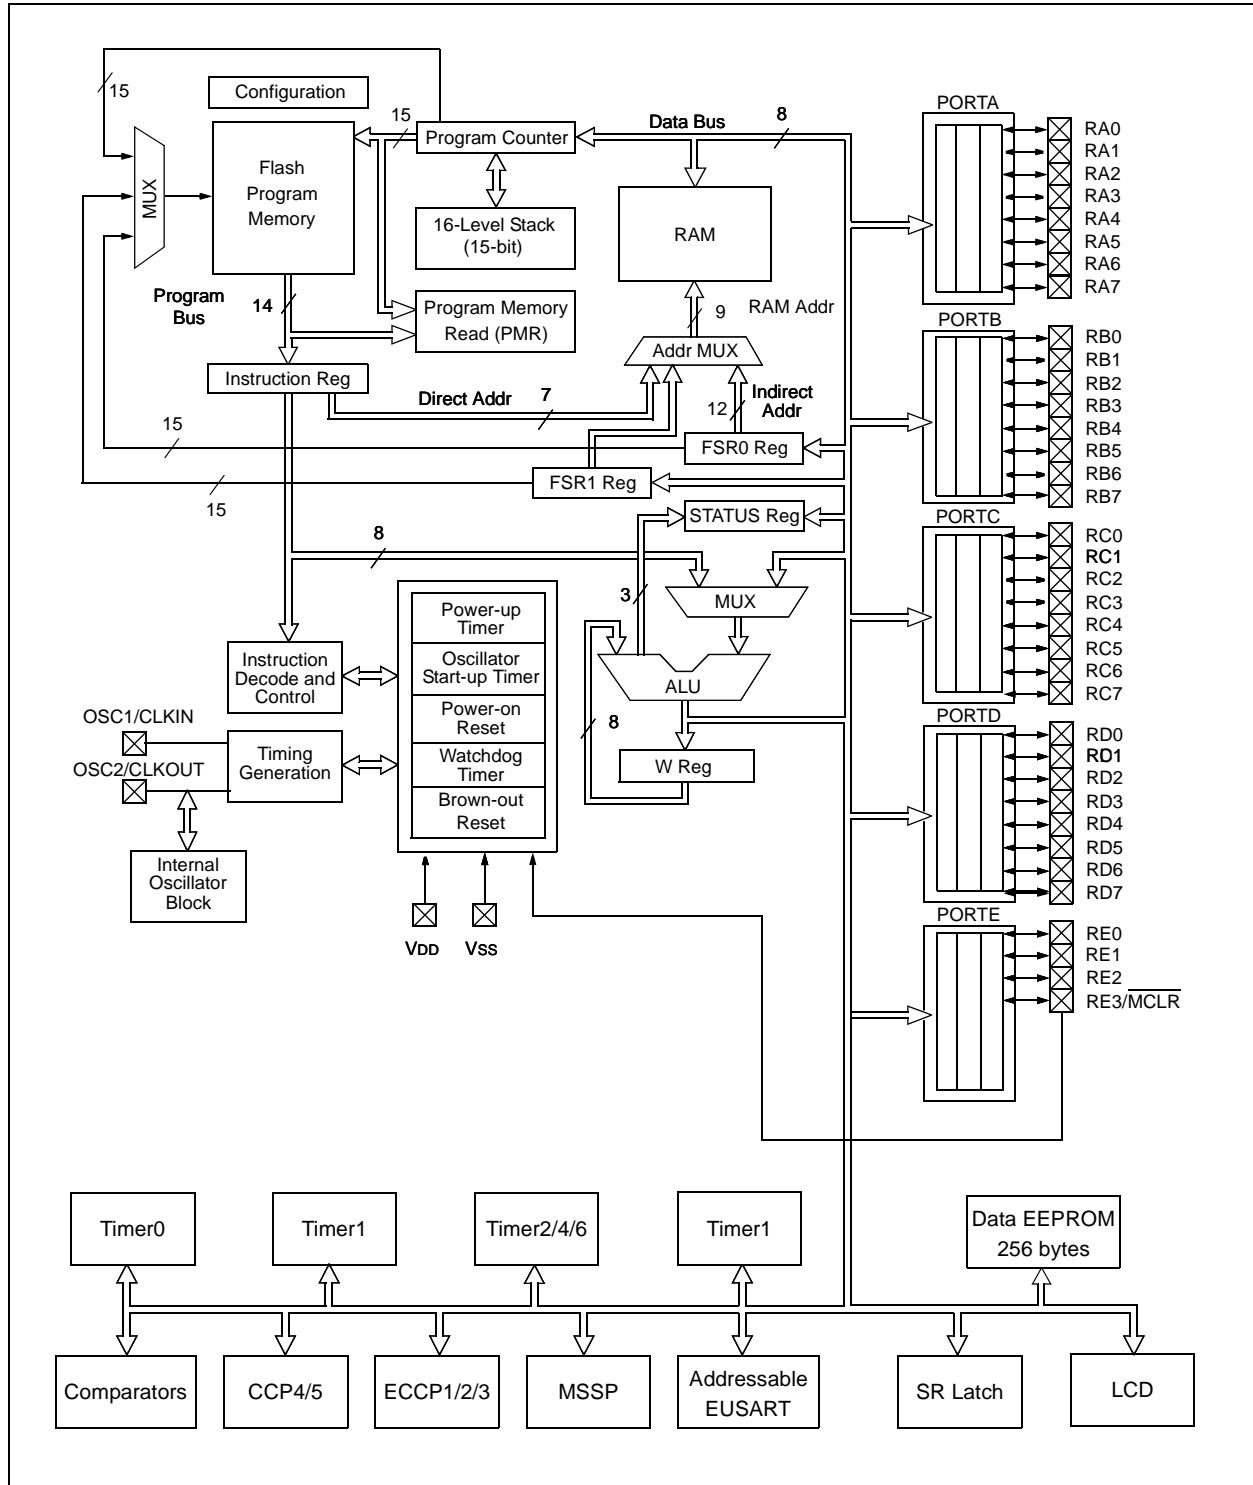 15
Configuration
15
Program Counter
Data Bus
8
MUX
Flash
Program
Memory
16-Level Stack
(15-bit)
RAM
Program
Bus
14
Program Memory
Read (PMR)
9
RAM Addr
Addr MUX
Instruction Reg
Direct Addr
7
12
Indirect
Addr
15
FSR0 Reg
15
FSR1 Reg
STATUS Reg
8
3
MUX
ALU
8
W Reg
Power-up
Timer
Oscillator
Start-up Timer
Power-on
Reset
Watchdog
Timer
Brown-out
Reset
Instruction
Decode and
Control
OSC1/CLKIN
OSC2/CLKOUT
Timing
Generation
Internal
Oscillator
Block
VDD
VSS
PORTA
RA0
RA1
RA2
RA3
RA4
RA5
RA6
RA7
PORTB
RB0
RB1
RB2
RB3
RB4
RB5
RB6
RB7
PORTC
RC0
RC1
RC2
RC3
RC4
RC5
RC6
RC7
PORTD
RD0
RD1
RD2
RD3
RD4
RD5
RD6
RD7
PORTE
RE0
RE1
RE2
RE3/MCLR
Timer0
Timer1
Timer2/4/6
Timer1
Data EEPROM
256 bytes
Comparators
CCP4/5
ECCP1/2/3
MSSP
Addressable
EUSART
SR Latch
LCD